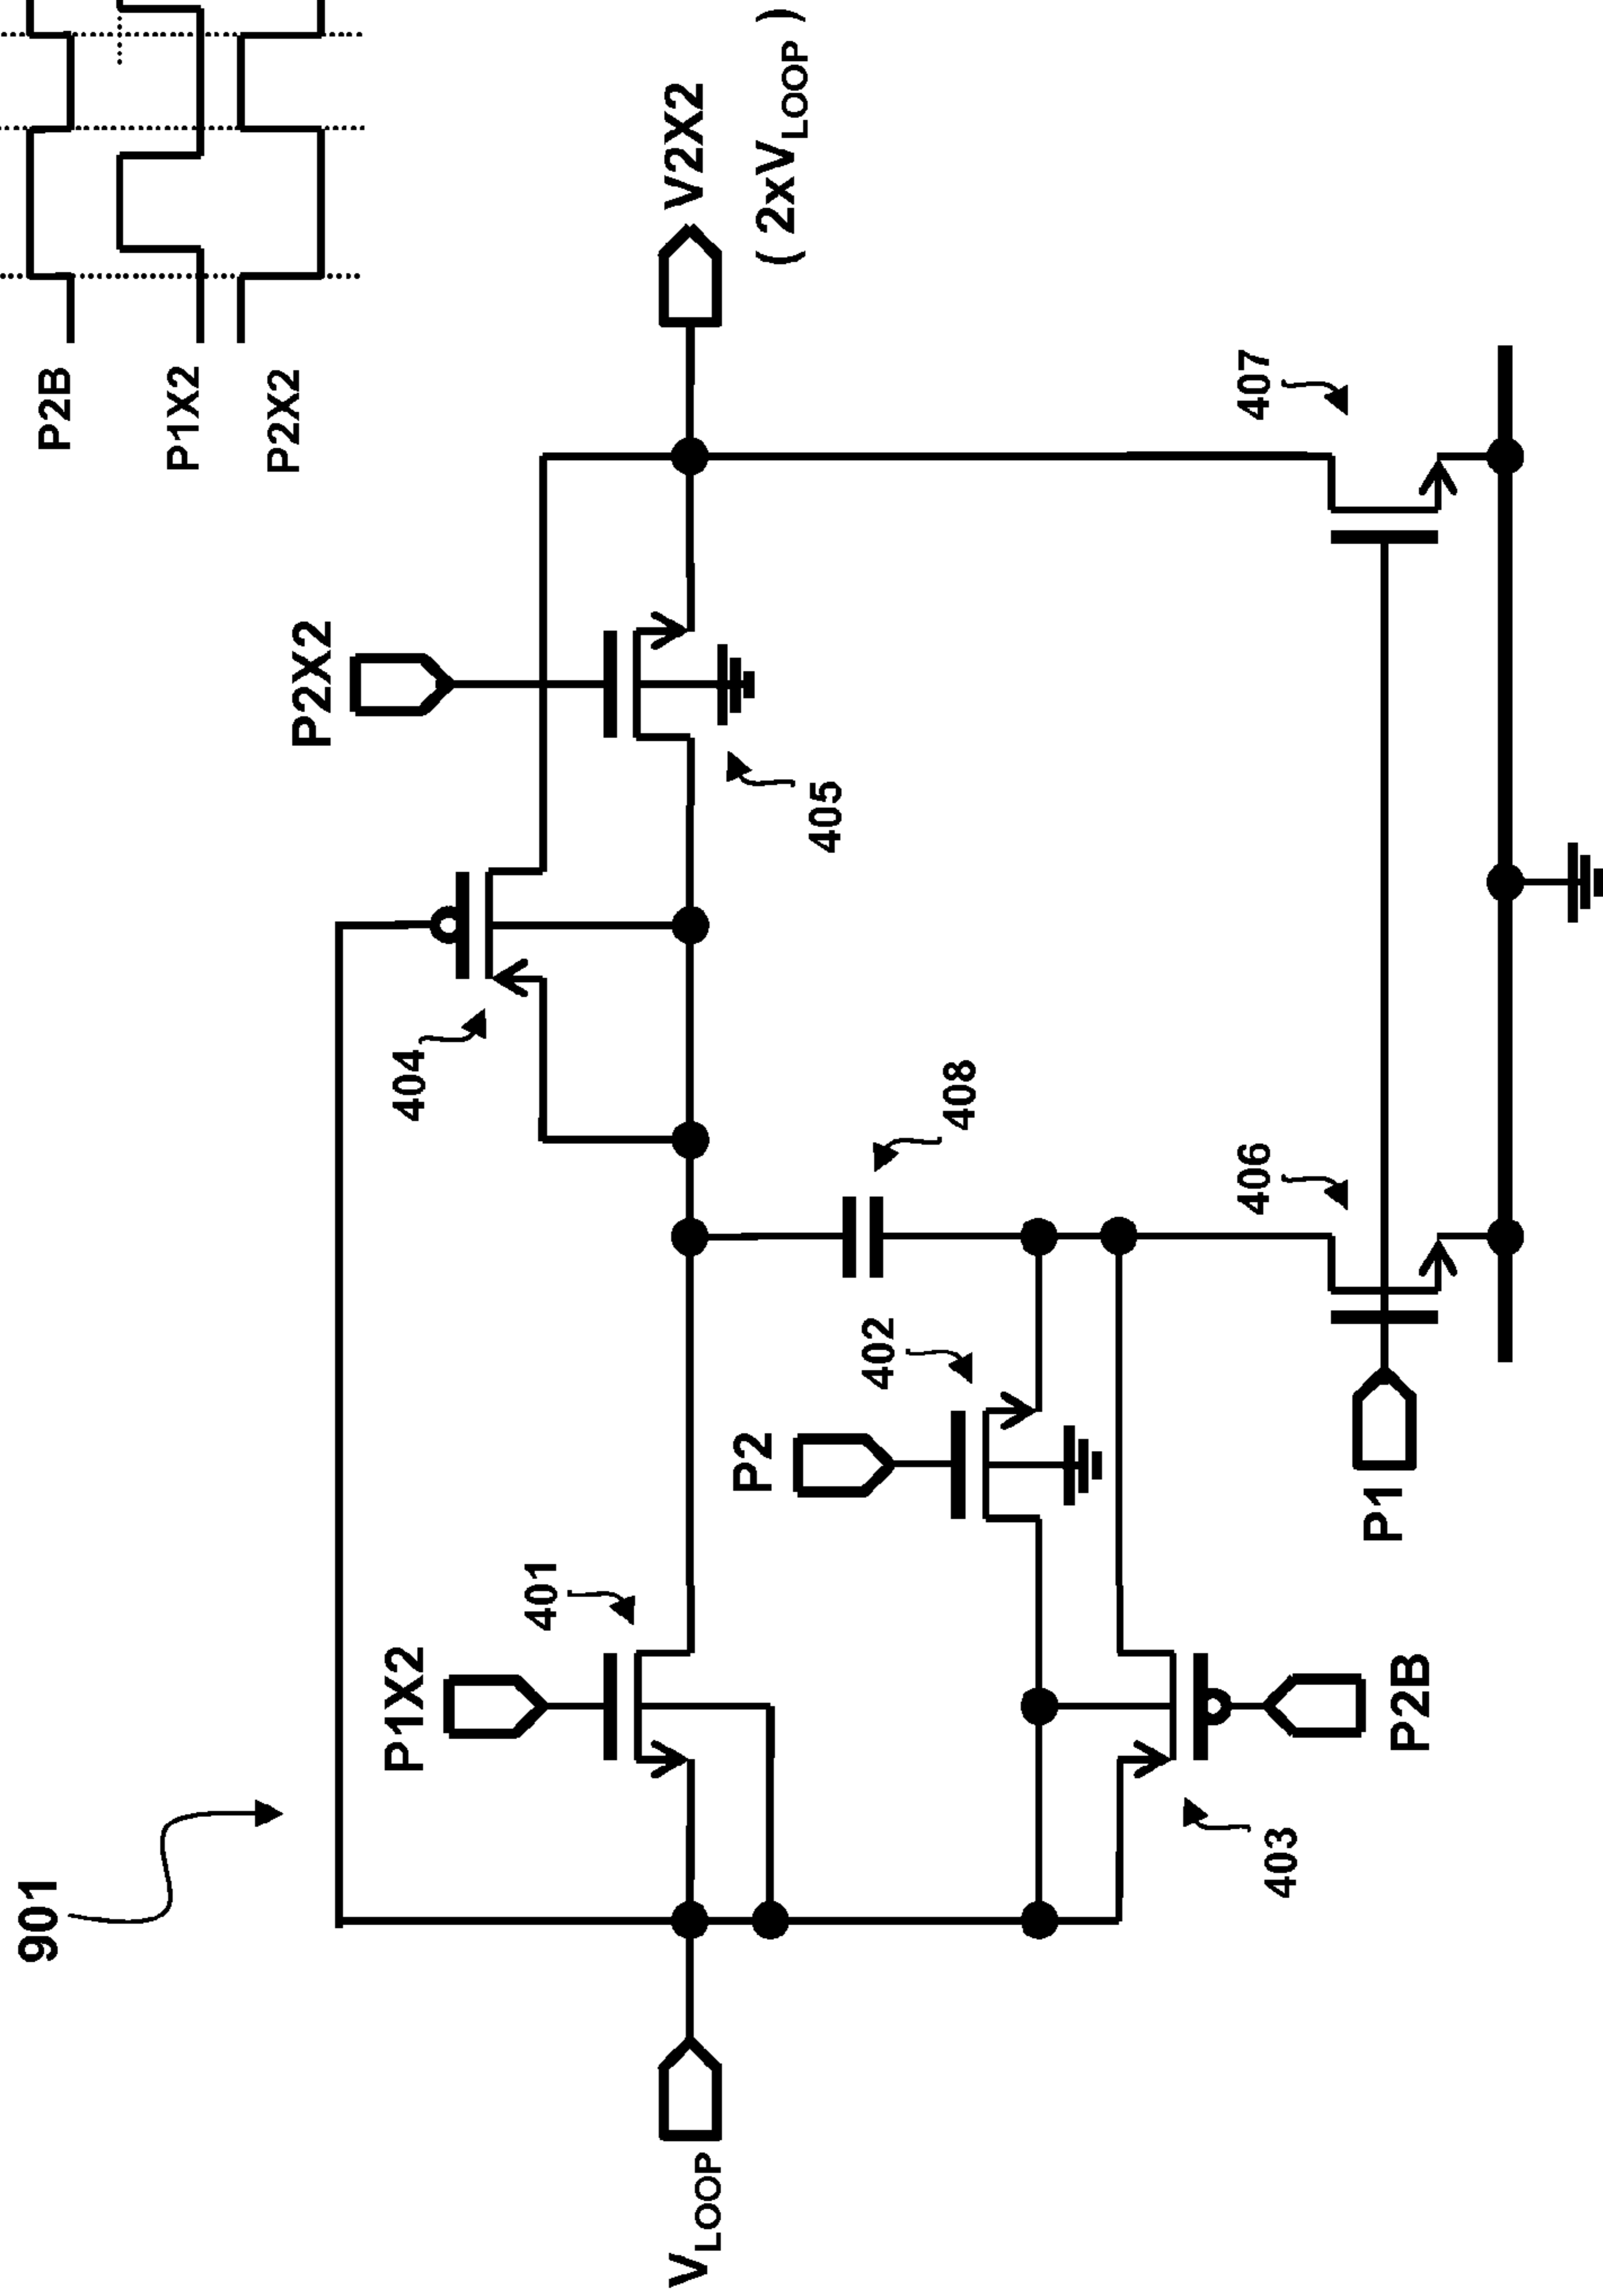 901
P2B
P1X2
P2X2
P2X2
V2X2
( 2xVLOOP )
P1X2
401
404
405
VLOOP
P2
402
408
403
P2B
406
407
P1